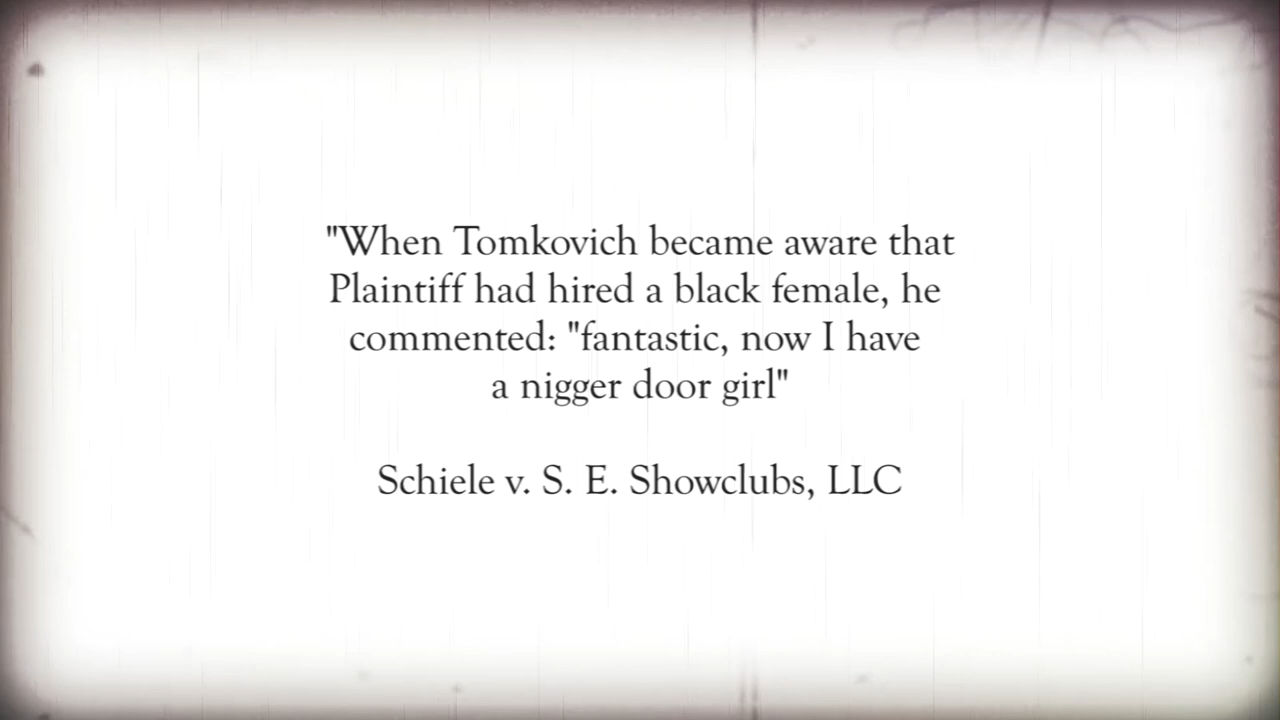 "When Tomkovich became aware that
Plaintiff had hired a black female, he
commented: "fantastic, now I have
a nigger door girl"
Schiele v. S. E. Showclubs, LLC